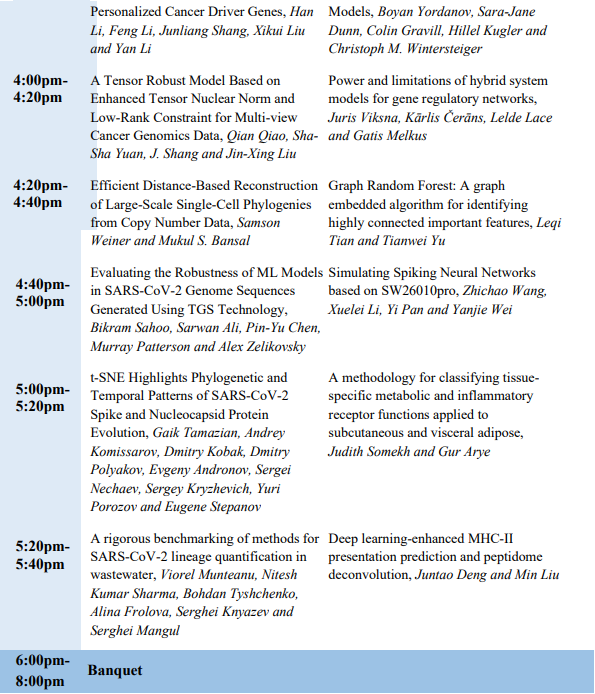 Personalized Cancer Driver Genes, Han
Li, Feng Li, Junliang Shang, Xikui Liu
and Yan Li
Models, Boyan Yordanov, Sara-Jane
Dunn, Colin Gravill, Hillel Kugler and
Christoph M. Wintersteiger
4:00pm-
4:20pm
A Tensor Robust Model Based on
Enhanced Tensor Nuclear Norm and
Low-Rank Constraint for Multi-view
Cancer Genomics Data, Qian Qiao, Sha-
Sha Yuan, J. Shang and Jin-Xing Liu
Power and limitations of hybrid system
models for gene regulatory networks,
Juris Viksna, Kārlis Čerāns, Lelde Lace
and Gatis Melkus
4:20pm-
4:40pm
Efficient Distance-Based Reconstruction
of Large-Scale Single-Cell Phylogenies
from Copy Number Data, Samson
Weiner and Mukul S. Bansal
Graph Random Forest: A graph
embedded algorithm for identifying
highly connected important features, Leqi
Tian and Tianwei Yu
4:40pm-
5:00pm
Evaluating the Robustness of ML Models
in SARS-CoV-2 Genome Sequences
Generated Using TGS Technology,
Bikram Sahoo, Sarwan Ali, Pin-Yu Chen,
Murray Patterson and Alex Zelikovsky
Simulating Spiking Neural Networks
based on SW26010pro, Zhichao Wang,
Xuelei Li, Yi Pan and Yanjie Wei
5:00pm-
5:20pm
t-SNE Highlights Phylogenetic and
Temporal Patterns of SARS-CoV-2
Spike and Nucleocapsid Protein
Evolution, Gaik Tamazian, Andrey
Komissarov, Dmitry Kobak, Dmitry
Polyakov, Evgeny Andronov, Sergei
Nechaev, Sergey Kryzhevich, Yuri
Porozov and Eugene Stepanov
A methodology for classifying tissue-
specific metabolic and inflammatory
receptor functions applied to
subcutaneous and visceral adipose,
Judith Somekh and Gur Arye
5:20pm-
5:40pm
A rigorous benchmarking of methods for
SARS-CoV-2 lineage quantification in
wastewater, Viorel Munteanu, Nitesh
Kumar Sharma, Bohdan Tyshchenko,
Alina Frolova, Serghei Knyazev and
Serghei Mangul
Deep learning-enhanced MHC-II
presentation prediction and peptidome
deconvolution, Juntao Deng and Min Liu
6:00pm-
8:00pm
Banquet